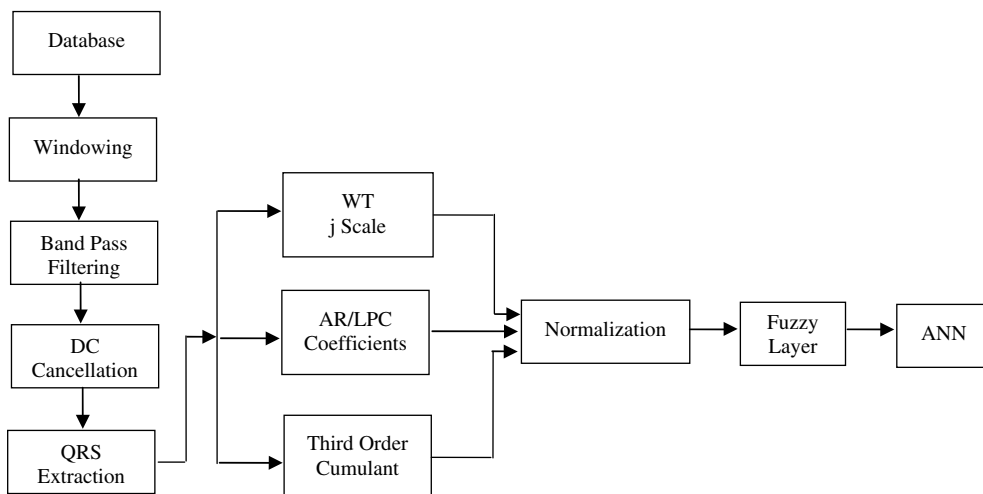 Database
Windowing
Band Pass
Filtering
DC
Cancellation
QRS
Extraction
WT
j Scale
AR/LPC
Coefficients
Third Order
Cumulant
Normalization
Fuzzy
Layer
ANN